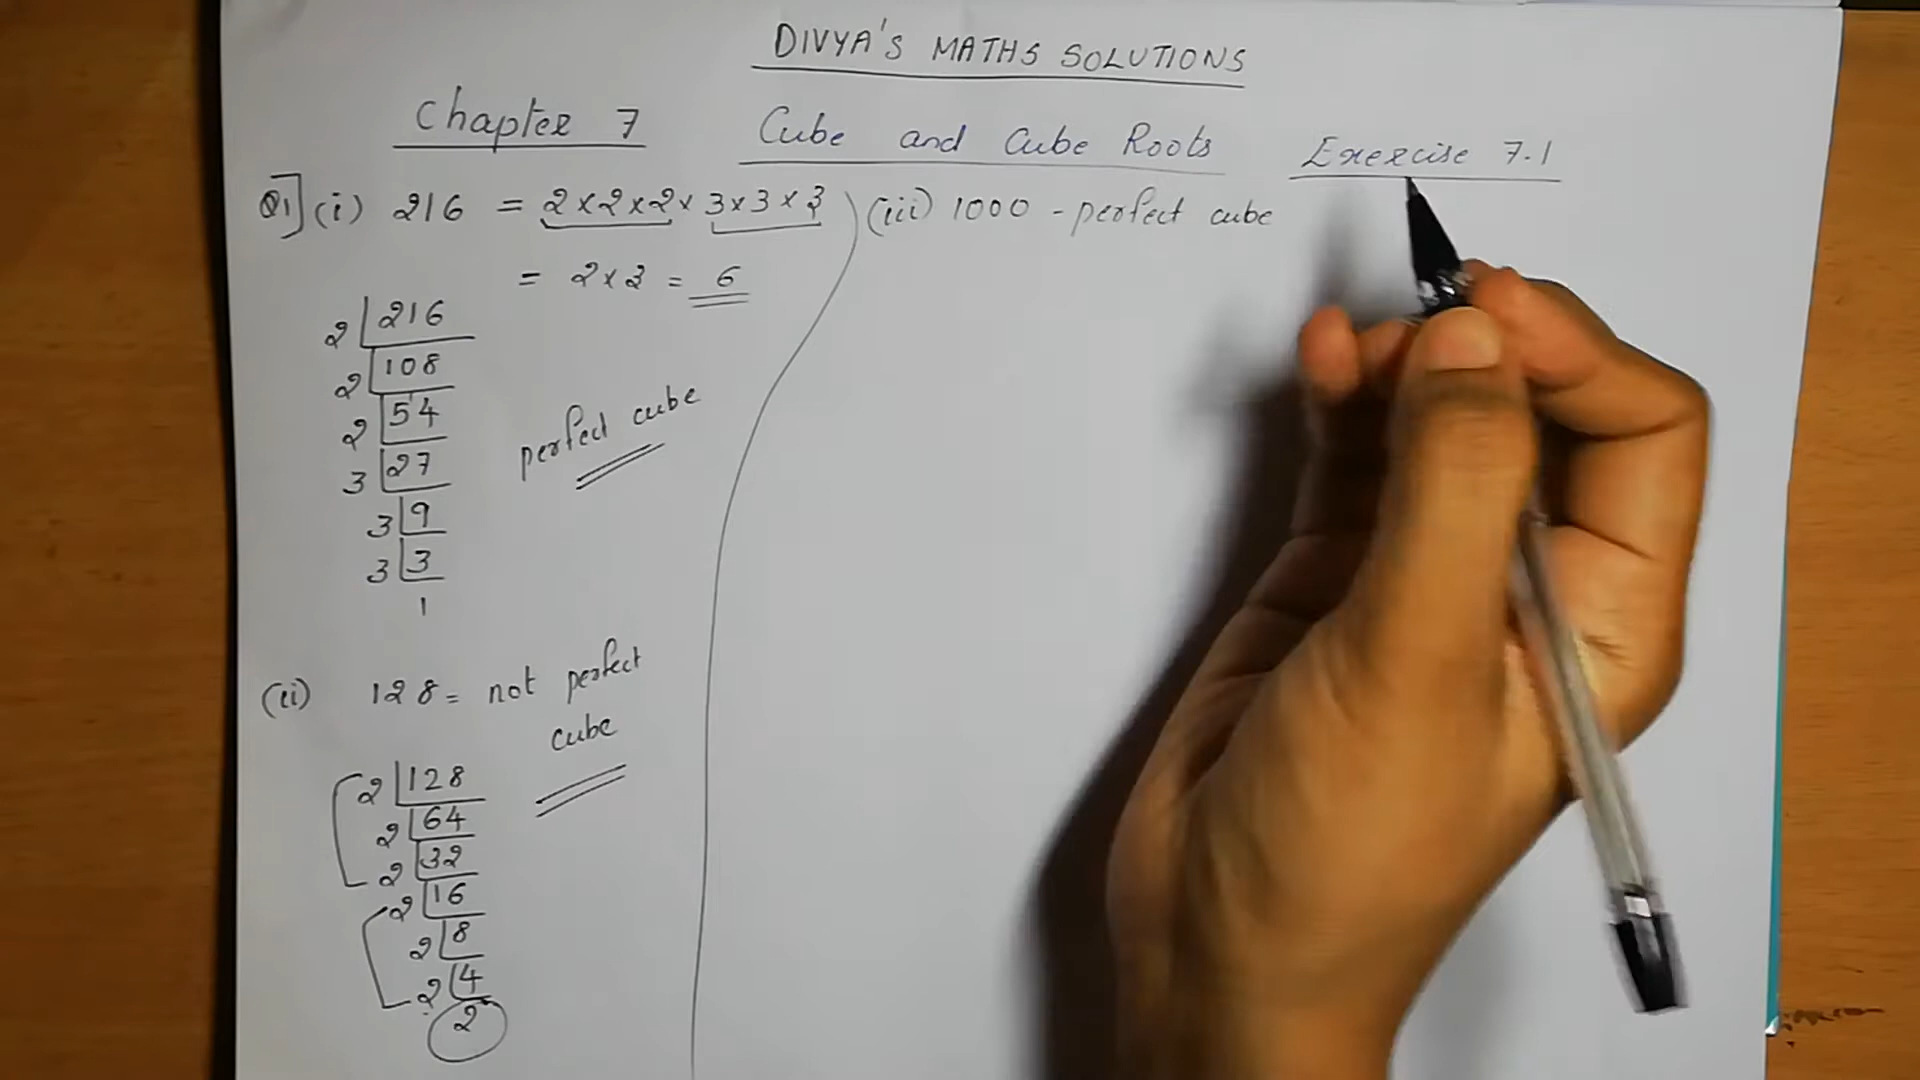 DIVYA'S MATHS SOLUTIONS
Chapter 7 Cube and Cube Roots Exercise 7.1
Q1] (i) 216 = 2×2×2×3×3×3
= 2×3 = 6
2 216
2 108
2 54
3 27
3 9
3 3
1
perfect cube
(ii) 128 = not perfect
cube
2 128
2 64
2 32
2 16
2 8
2 4
2
(iii) 1000 - perfect cube